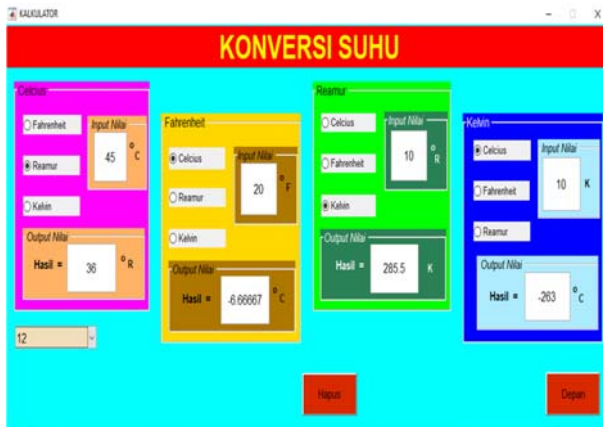 KALKULATOR
KONVERSI SUHU
Celcius
Fahrenheit
Input Nilai
45
o
C
Reamur
Kelvin
Output Nilai
Hasil = 36 o R
Fahrenheit
Celcius
Input Nilai
20
o
F
Reamur
Kelvin
Output Nilai
Hasil = -6.66667 o C
Reamur
Celcius
Input Nilai
10
o
R
Fahrenheit
Kelvin
Output Nilai
Hasil = 285.5 K
Kelvin
Celcius
Input Nilai
10 K
Fahrenheit
Reamur
Output Nilai
Hasil = -263 o C
12
Hapus
Depan